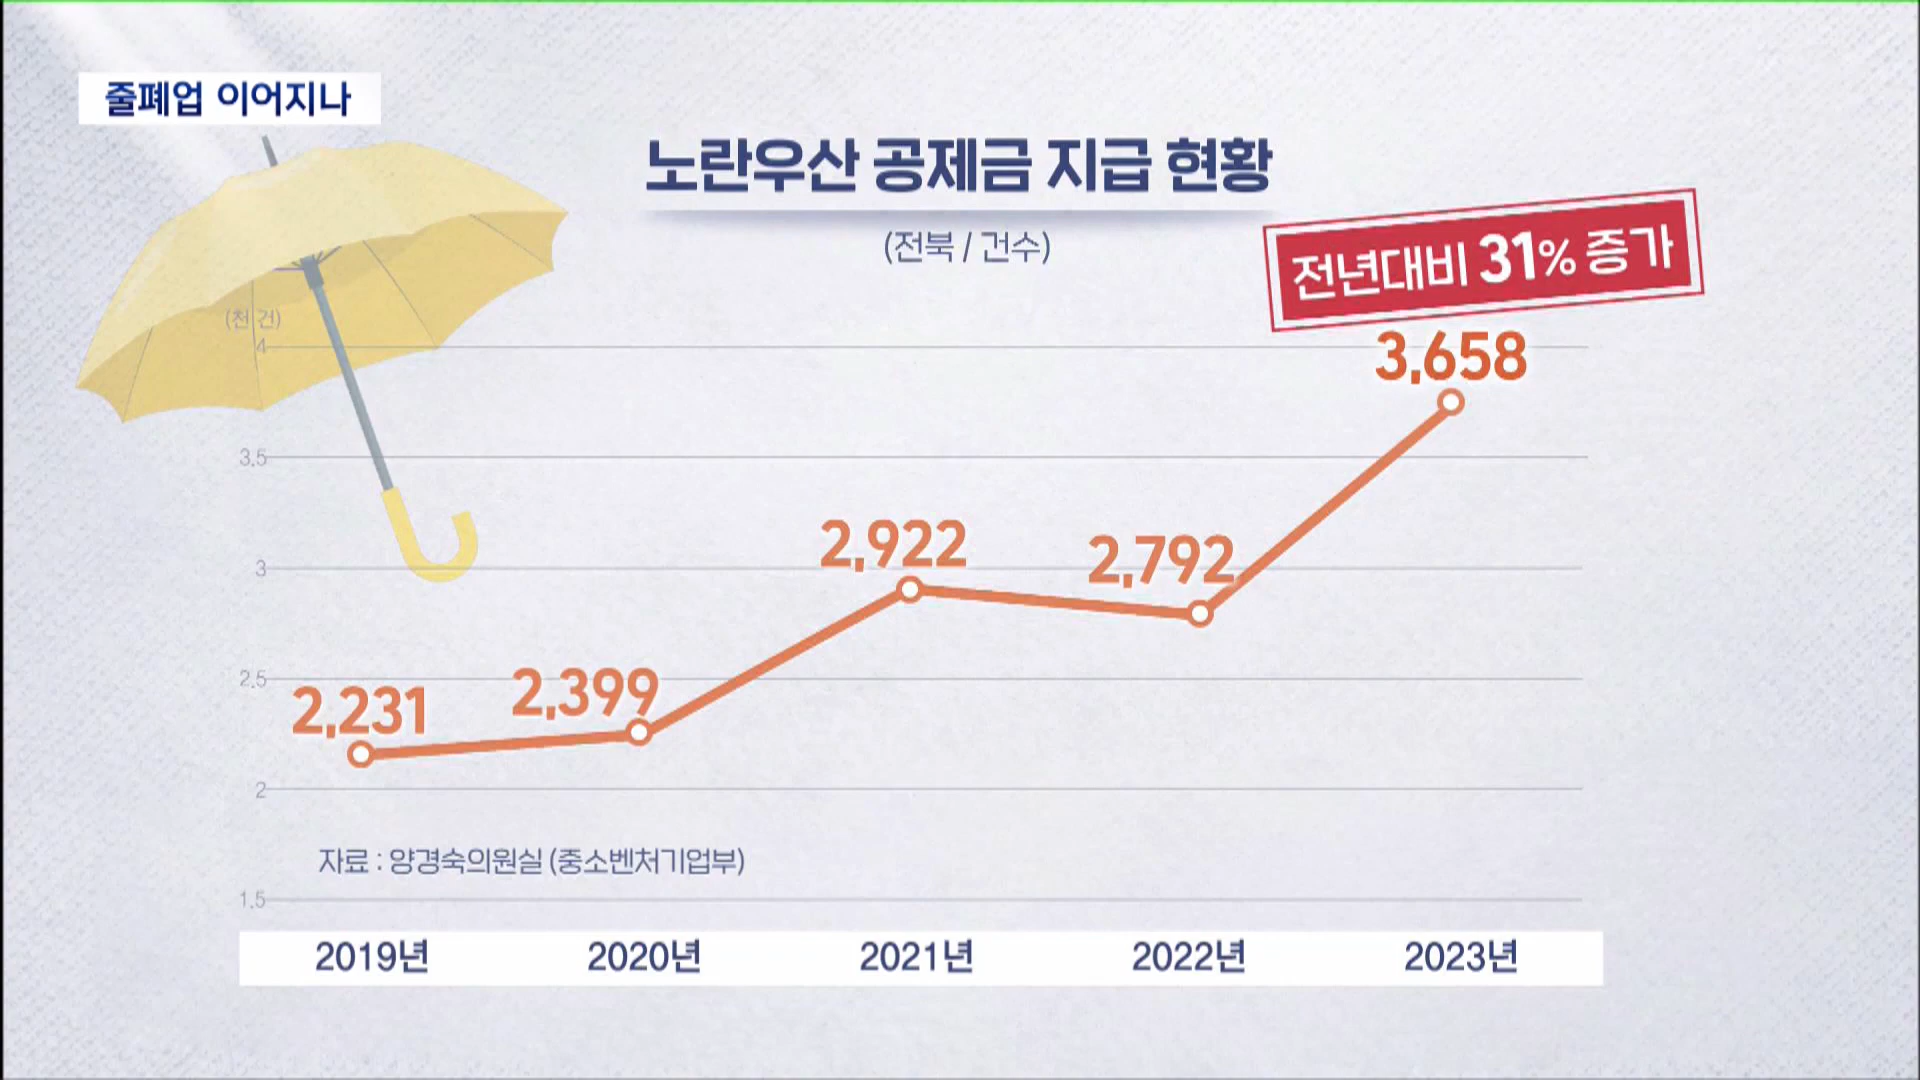 줄폐업 이어지나
노란우산 공제금 지급 현황
(전북 / 건수)
전년대비 31% 증가
(천 건)
4
3.5
3
2.5
2
1.5
2,231
2,399
2,922
2,792
3,658
자료 : 양경숙의원실 (중소벤처기업부)
2019년 2020년 2021년 2022년 2023년